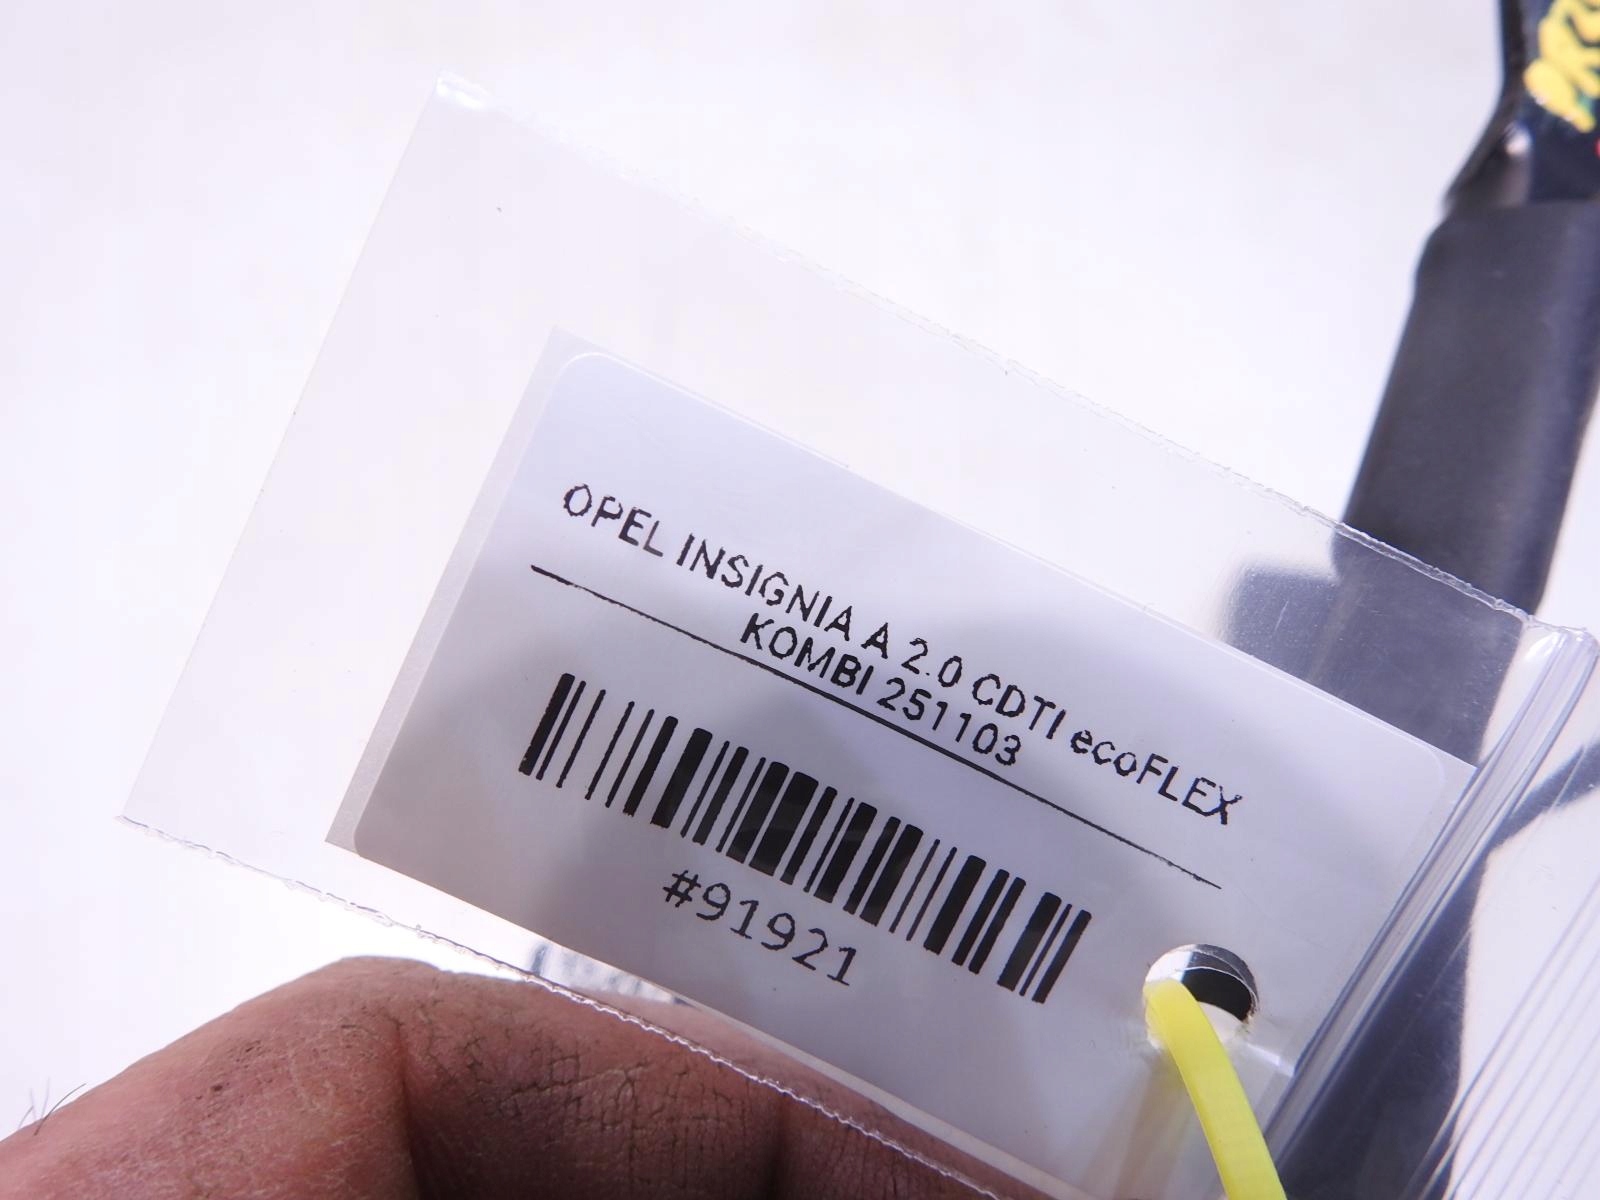 OPEL INSIGNIA A 2.0 CDTI ecoFLEX
KOMBI 251103
#91921